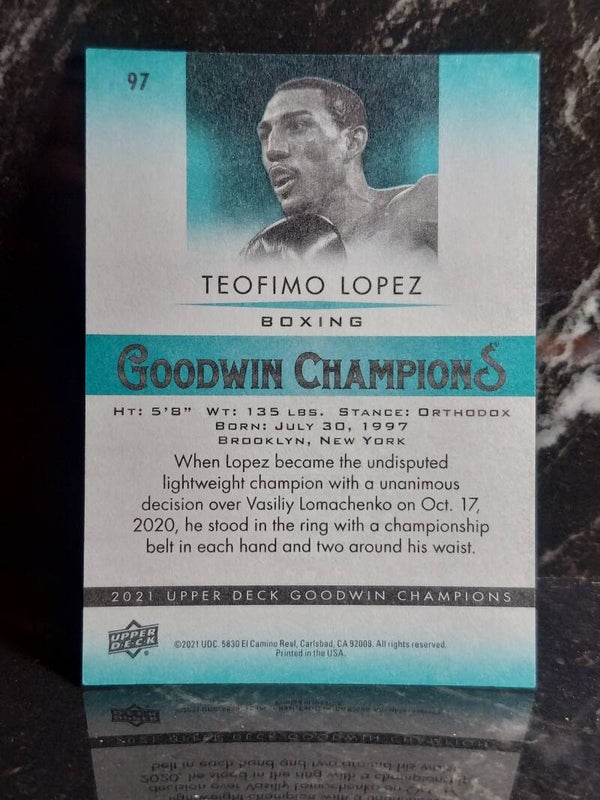 97
TEOFIMO LOPEZ
BOXING
GOODWIN CHAMPIONS
HT: 5'8" WT: 135 LBS. STANCE: ORTHODOX
BORN: JULY 30, 1997
BROOKLYN, NEW YORK
When Lopez became the undisputed
lightweight champion with a unanimous
decision over Vasiliy Lomachenko on Oct. 17,
2020, he stood in the ring with a championship
belt in each hand and two around his waist.
2021 UPPER DECK GOODWIN CHAMPIONS
UPPER
DECK
©2021 UDC. 5830 El Camino Real, Carlsbad, CA 92008. All rights reserved.
Printed in the USA.